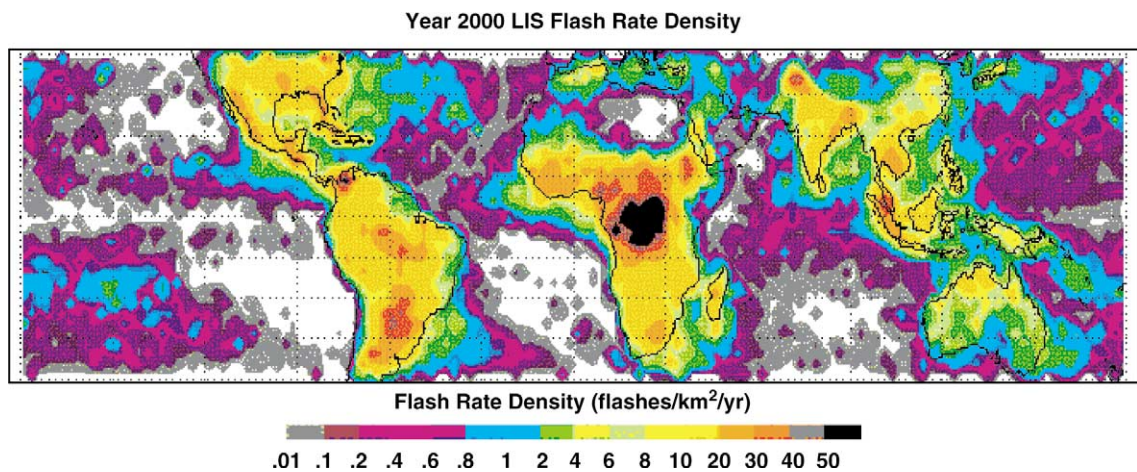 Year 2000 LIS Flash Rate Density
Flash Rate Density (flashes/km²/yr)
.01 .1 .2 .4 .6 .8 1 2 4 6 8 10 20 30 40 50